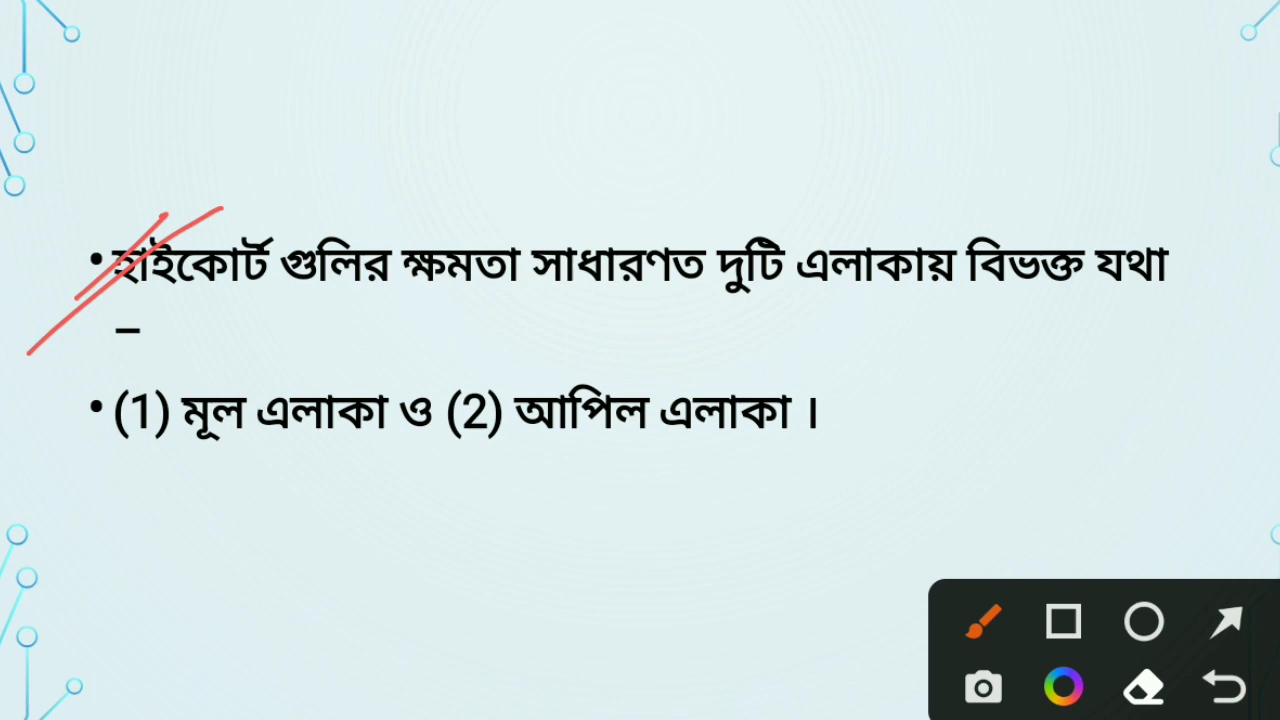 • হাইকোর্ট গুলির ক্ষমতা সাধারণত দুটি এলাকায় বিভক্ত যথা
–
• (1) মূল এলাকা ও (2) আপিল এলাকা ।